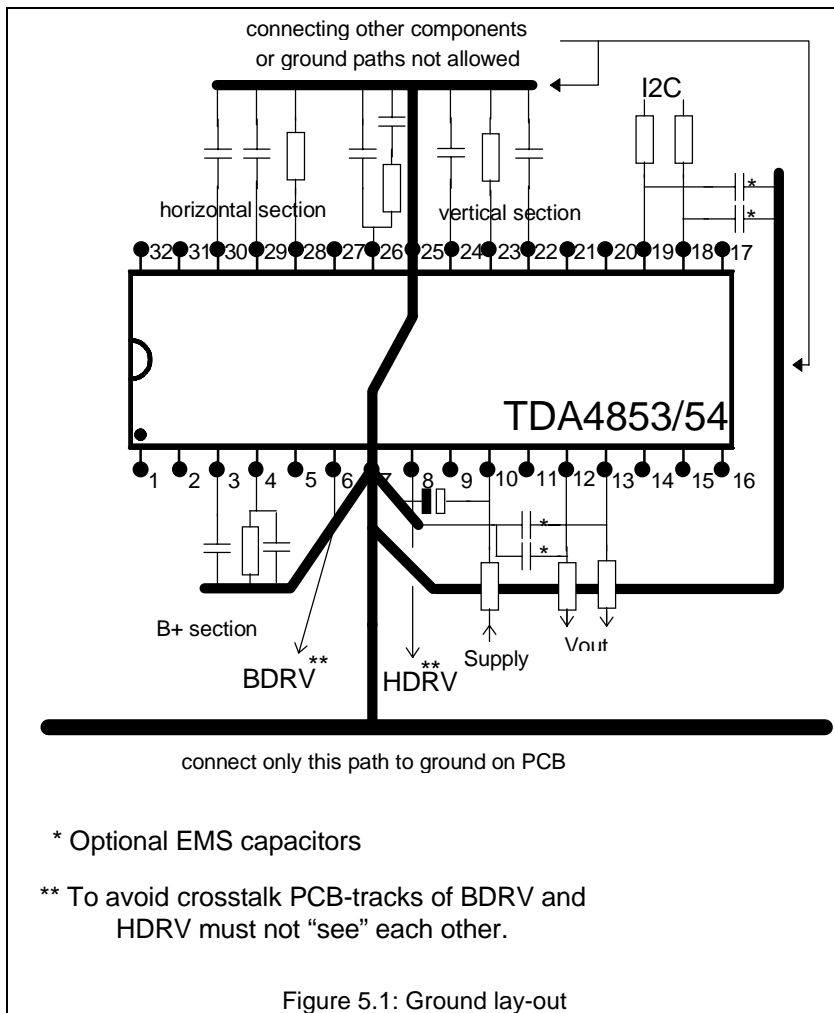 connecting other components
or ground paths not allowed
I2C
*
*
horizontal section
vertical section
32 31 30 29 28 27 26 25 24 23 22 21 20 19 18 17
TDA4853/54
1 2 3 4 5 6 7 8 9 10 11 12 13 14 15 16
*
*
B+ section
BDRV**
HDRV**
Supply
Vout
connect only this path to ground on PCB
* Optional EMS capacitors
** To avoid crosstalk PCB-tracks of BDRV and
HDRV must not “see” each other.
Figure 5.1: Ground lay-out